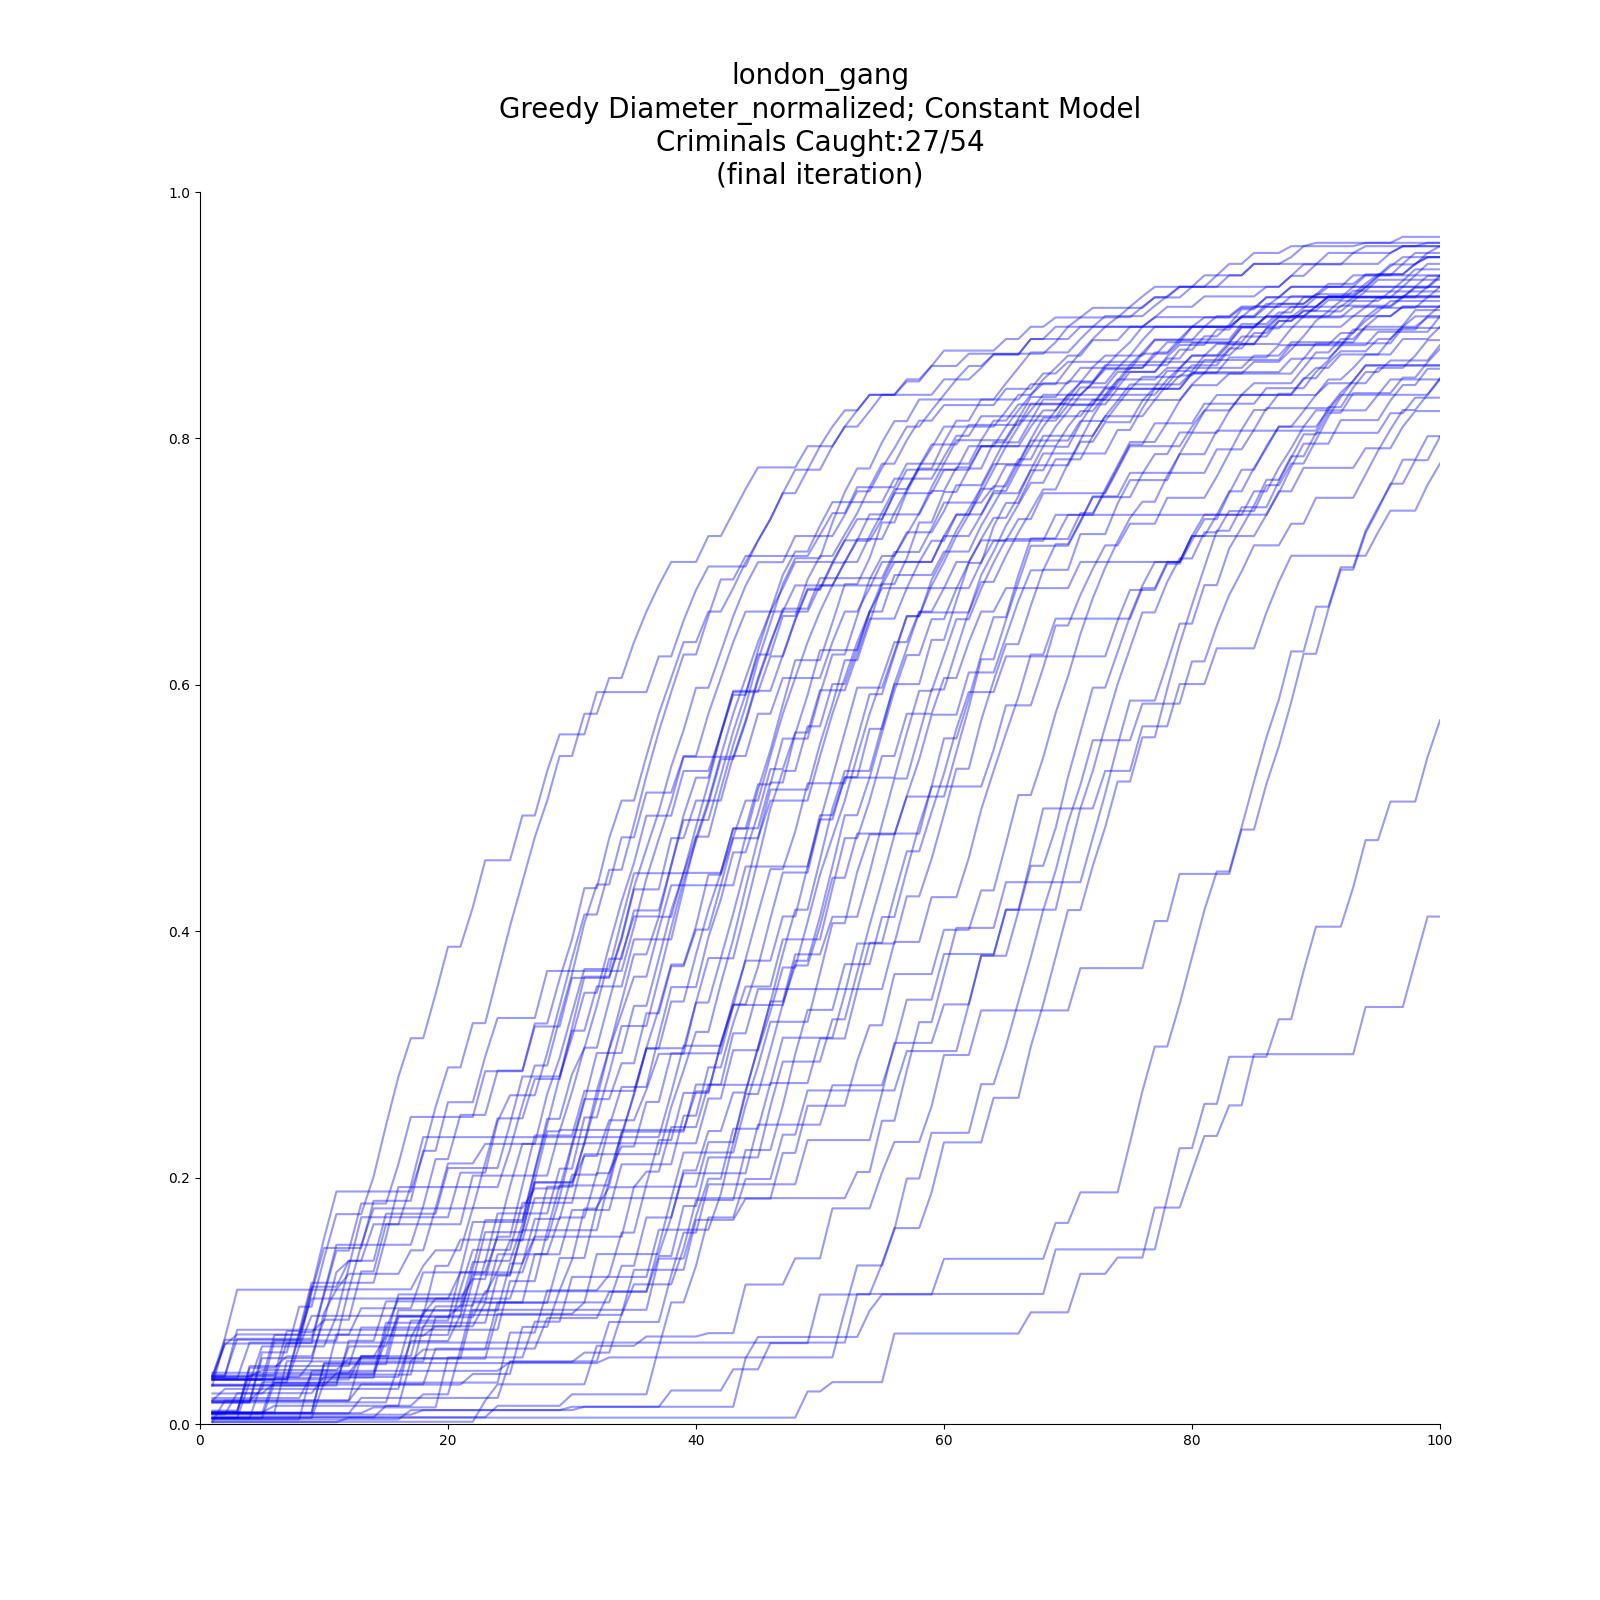 london_gang
Greedy Diameter_normalized; Constant Model
Criminals Caught:27/54
(final iteration)
1.0
0.8
0.6
0.4
0.2
0.0
0 20 40 60 80 100